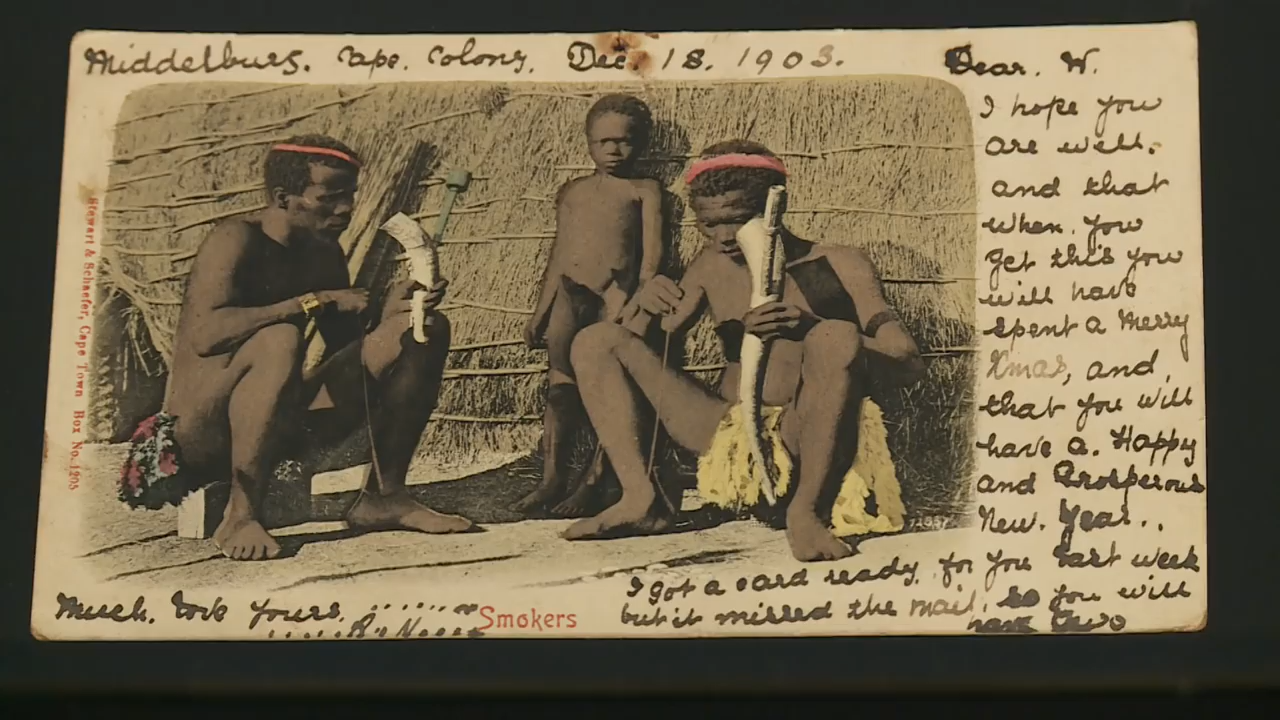 Middelburg. Cape. Colony. Dec. 18. 1903.
Dear. W.
I hope you
are well.
and that
when. you
get this you
will have
spent a Merry
Xmas, and,
that you will
have a. Happy
and Prosperous
New. Year..
I got a card ready. for you last week
but it missed the mail, so you will
have two
Much. love yours.
Smokers
Stewart & Schaefer, Cape Town Box No. 1295